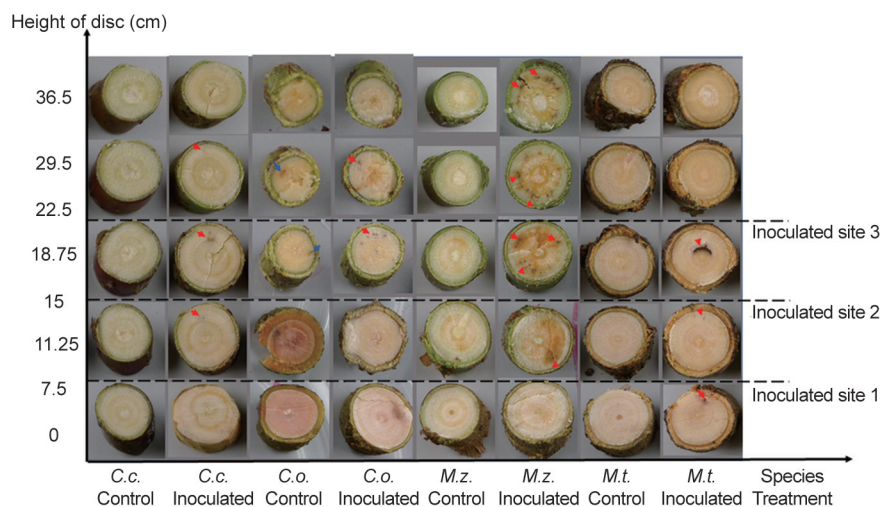 Height of disc (cm)
36.5
29.5
22.5
Inoculated site 3
18.75
15
Inoculated site 2
11.25
7.5
Inoculated site 1
0
C.c. C.c. C.o. C.o. M.z. M.z. M.t. M.t. Species
Control Inoculated Control Inoculated Control Inoculated Control Inoculated Treatment